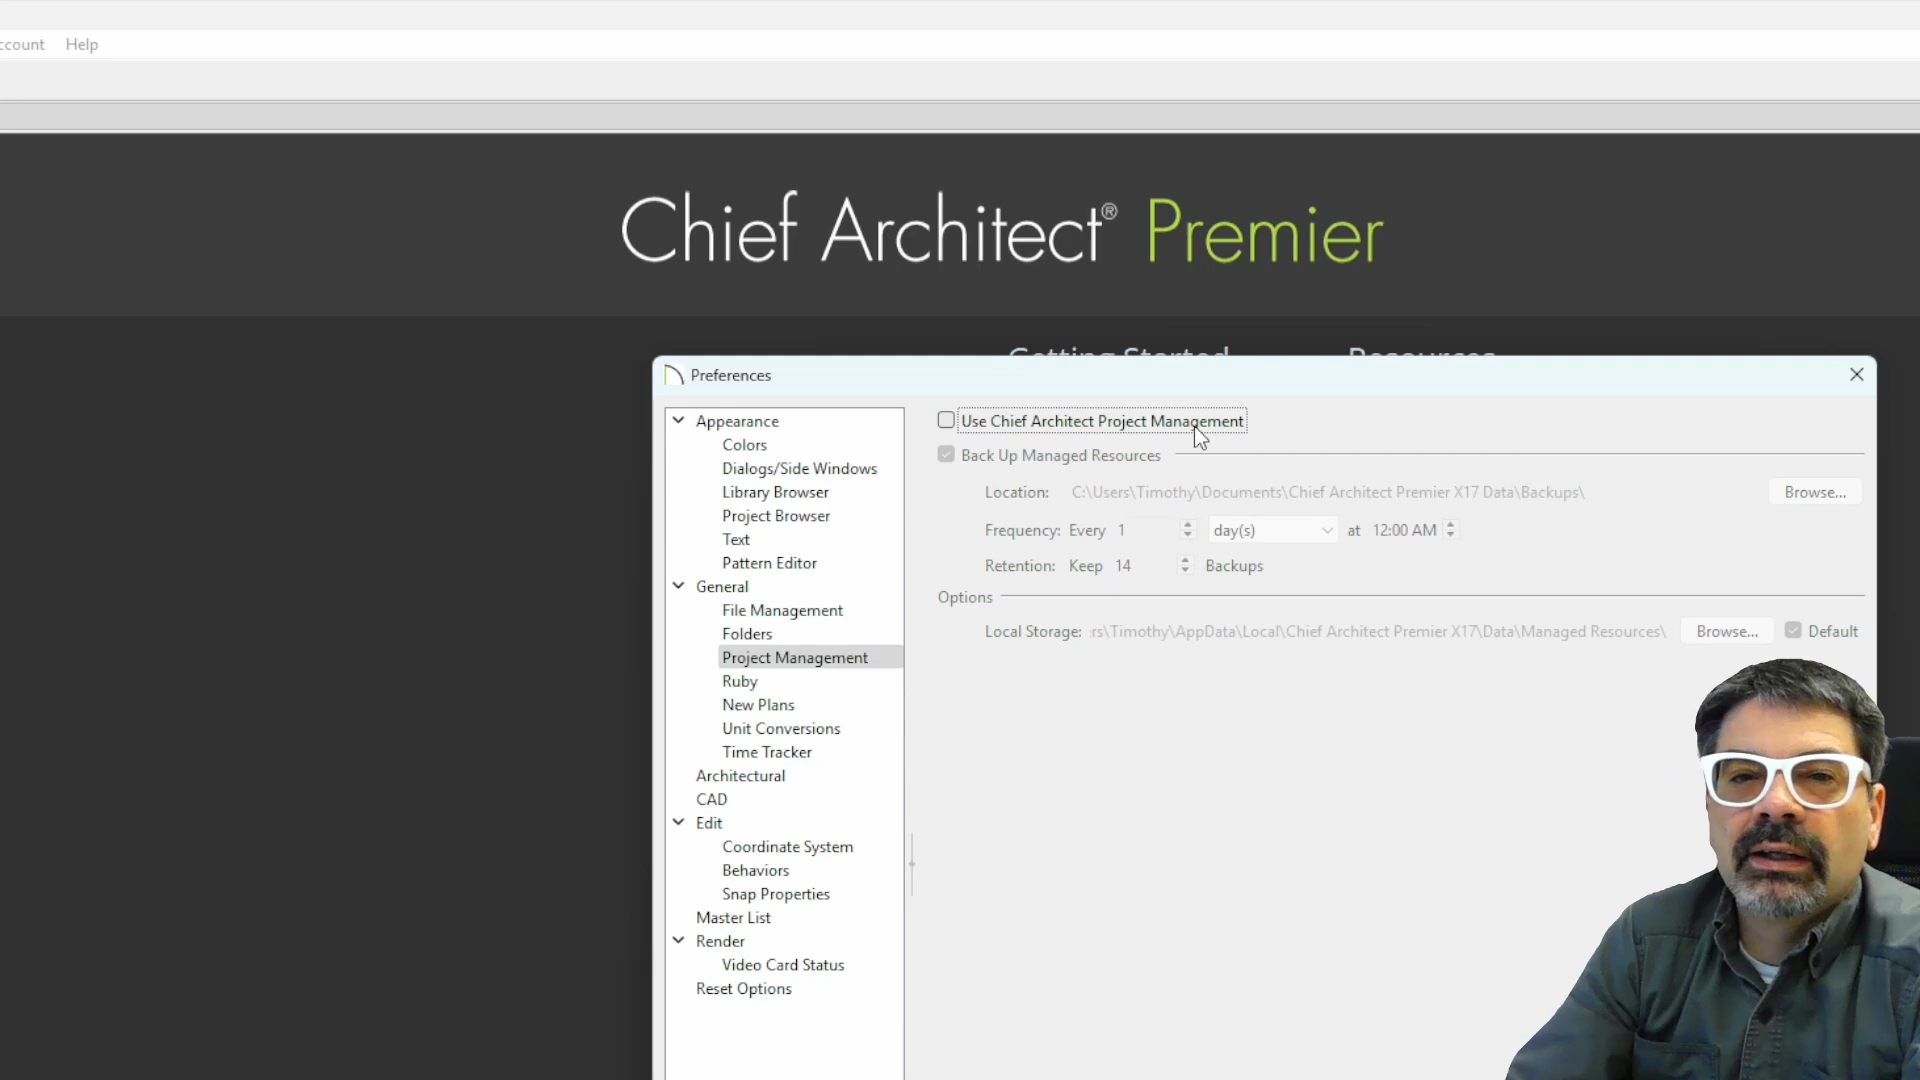 ccount Help
Chief Architect® Premier
Getting Started Resources
Preferences
Appearance
Colors
Dialogs/Side Windows
Library Browser
Project Browser
Text
Pattern Editor
General
File Management
Folders
Project Management
Ruby
New Plans
Unit Conversions
Time Tracker
Architectural
CAD
Edit
Coordinate System
Behaviors
Snap Properties
Master List
Render
Video Card Status
Reset Options
Use Chief Architect Project Management
Back Up Managed Resources
Location: C:\Users\Timothy\Documents\Chief Architect Premier X17 Data\Backups\ Browse...
Frequency: Every 1 day(s) at 12:00 AM
Retention: Keep 14 Backups
Options
Local Storage: rs\Timothy\AppData\Local\Chief Architect Premier X17\Data\Managed Resources\ Browse... Default